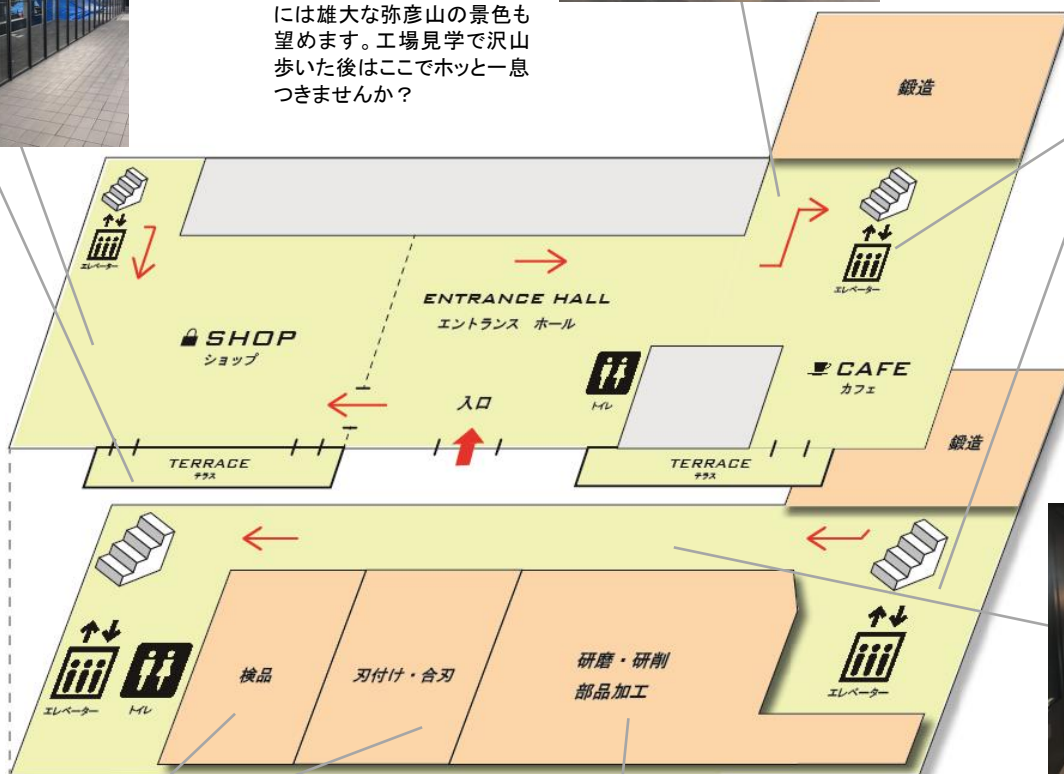 には雄大な弥彦山の景色も
望めます。工場見学で沢山
歩いた後はここでホッと一息
つきませんか？
鍛造
エレベーター
エレベーター
ENTRANCE HALL
エントランス ホール
SHOP
ショップ
トイレ
CAFE
カフェ
入口
鍛造
TERRACE
テラス
TERRACE
テラス
検品
刃付け・合刃
研磨・研削
部品加工
エレベーター
トイレ
エレベーター